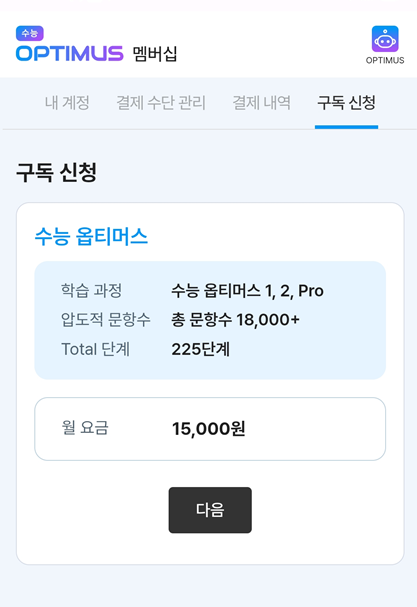 수능
OPTIMUS 멤버십
OPTIMUS
내 계정 결제 수단 관리 결제 내역 구독 신청
구독 신청
수능 옵티머스
학습 과정 수능 옵티머스 1, 2, Pro
압도적 문항수 총 문항수 18,000+
Total 단계 225단계
월 요금 15,000원
다음